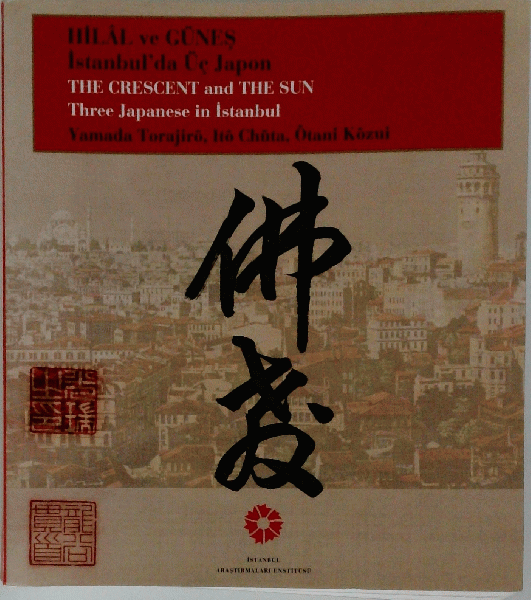 HİLÂL ve GÜNEŞ
İstanbul'da Üç Japon
THE CRESCENT and THE SUN
Three Japanese in İstanbul
Yamada Torajirō, Itō Chūta, Ōtani Kōzui
佛
教
İSTANBUL
ARAŞTIRMALARI ENSTİTÜSÜ